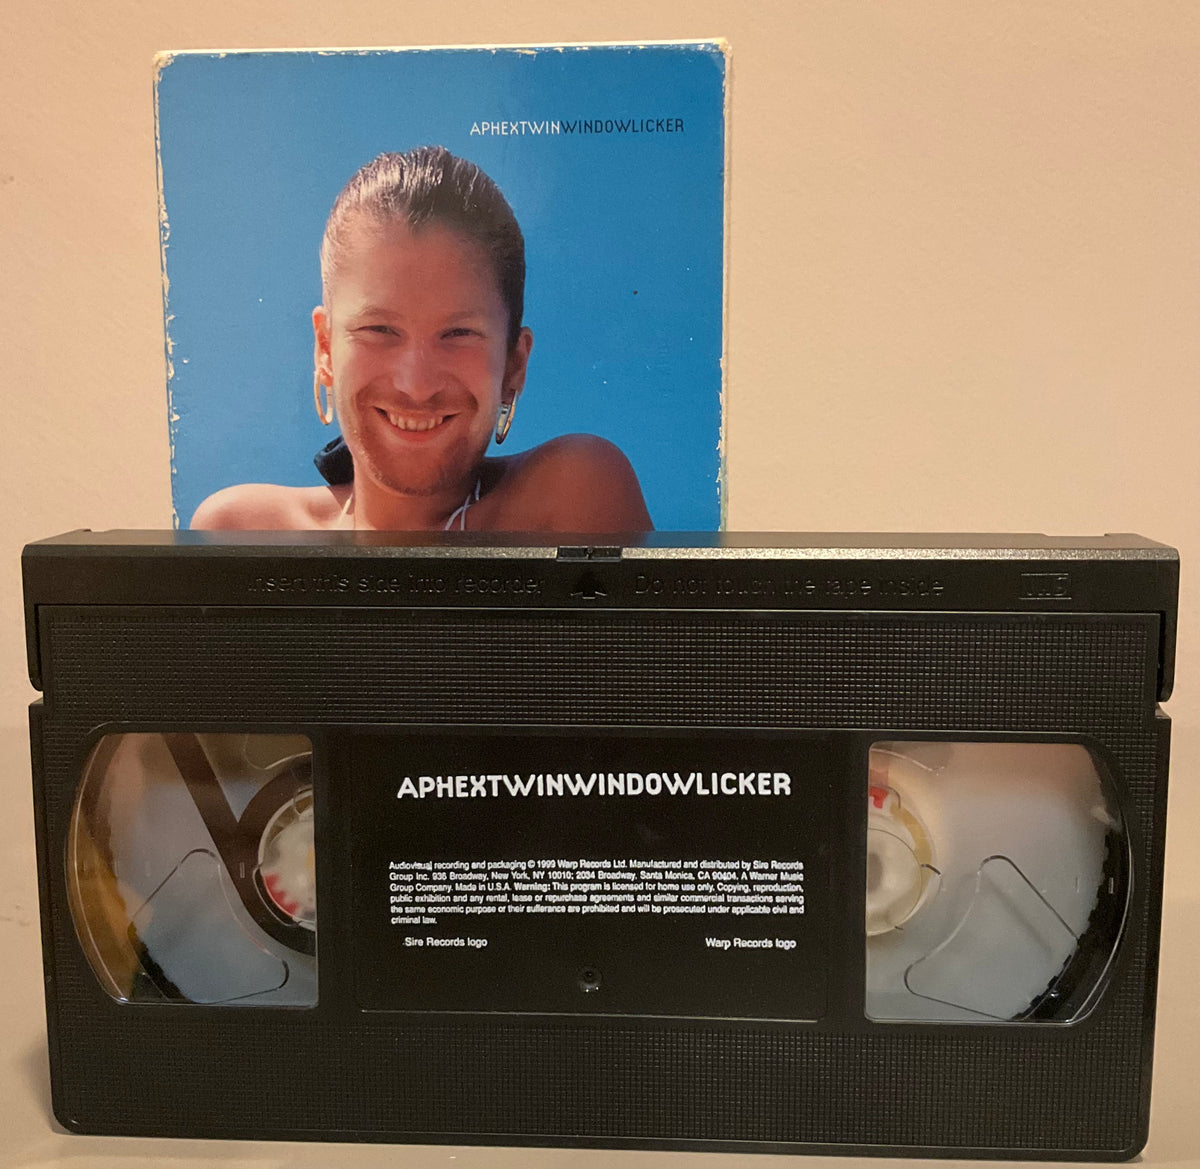 APHEXTWINWINDOWLICKER
Insert this side into recorder Do not touch the tape inside VHS
APHEXTWINWINDOWLICKER
Audiovisual recording and packaging © 1999 Warp Records Ltd. Manufactured and distributed by Sire Records
Group Inc. 936 Broadway, New York, NY 10010; 2034 Broadway, Santa Monica, CA 90404. A Warner Music
Group Company. Made in U.S.A. Warning: This program is licensed for home use only. Copying, reproduction,
public exhibition and any rental, lease or repurchase agreements and similar commercial transactions serving
the same economic purpose or their sufferance are prohibited and will be prosecuted under applicable civil and
criminal law.
Sire Records logo Warp Records logo